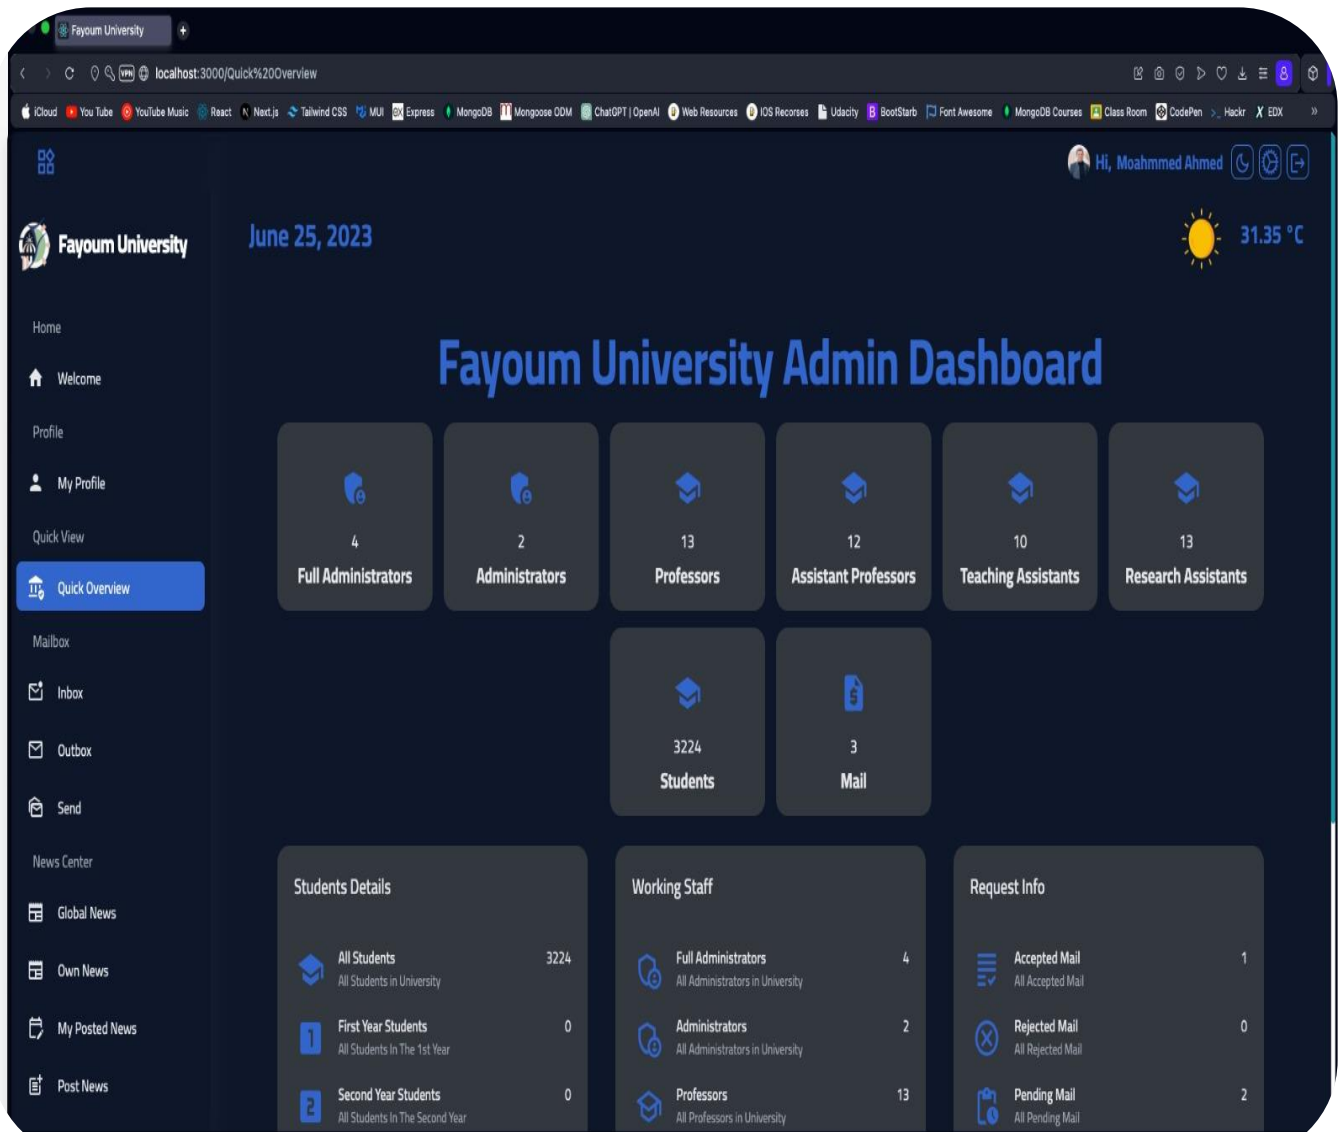 Fayoum University
localhost:3000/Quick%20Overview
iCloud You Tube YouTube Music React Next.js Tailwind CSS MUI Express MongoDB Mongoose ODM ChatGPT | OpenAI Web Resources IOS Recorses Udacity BootStarb Font Awesome MongoDB Courses Class Room CodePen Hackr EDX
Hi, Moahmmed Ahmed
Fayoum University
June 25, 2023
31.35 °C
Fayoum University Admin Dashboard
Home
Welcome
Profile
My Profile
Quick View
Quick Overview
Mailbox
Inbox
Outbox
Send
News Center
Global News
Own News
My Posted News
Post News
4
Full Administrators
2
Administrators
13
Professors
12
Assistant Professors
10
Teaching Assistants
13
Research Assistants
3224
Students
3
Mail
Students Details
All Students 3224
All Students in University
First Year Students 0
All Students In The 1st Year
Second Year Students 0
All Students In The Second Year
Working Staff
Full Administrators 4
All Administrators in University
Administrators 2
All Administrators in University
Professors 13
All Professors in University
Request Info
Accepted Mail 1
All Accepted Mail
Rejected Mail 0
All Rejected Mail
Pending Mail 2
All Pending Mail